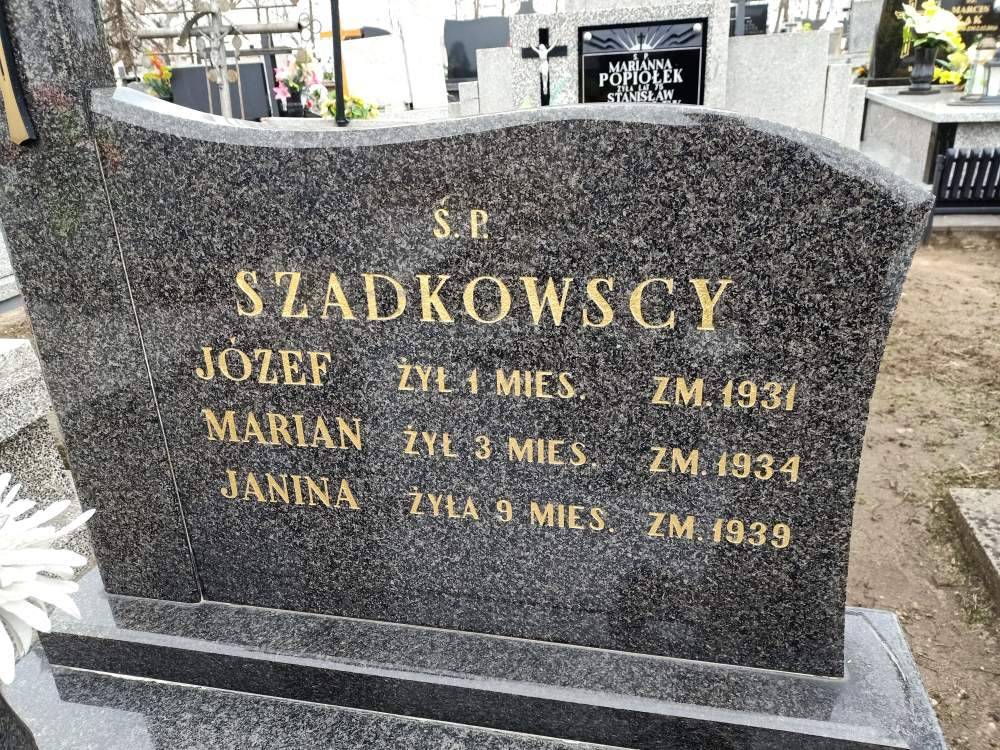 Ś. P.
SZADKOWSCY
JÓZEF ŻYŁ 1 MIES. ZM. 1931
MARIAN ŻYŁ 3 MIES. ZM. 1934
JANINA ŻYŁA 9 MIES. ZM. 1939
MARIANNA
POPIOŁEK
STANISŁAW